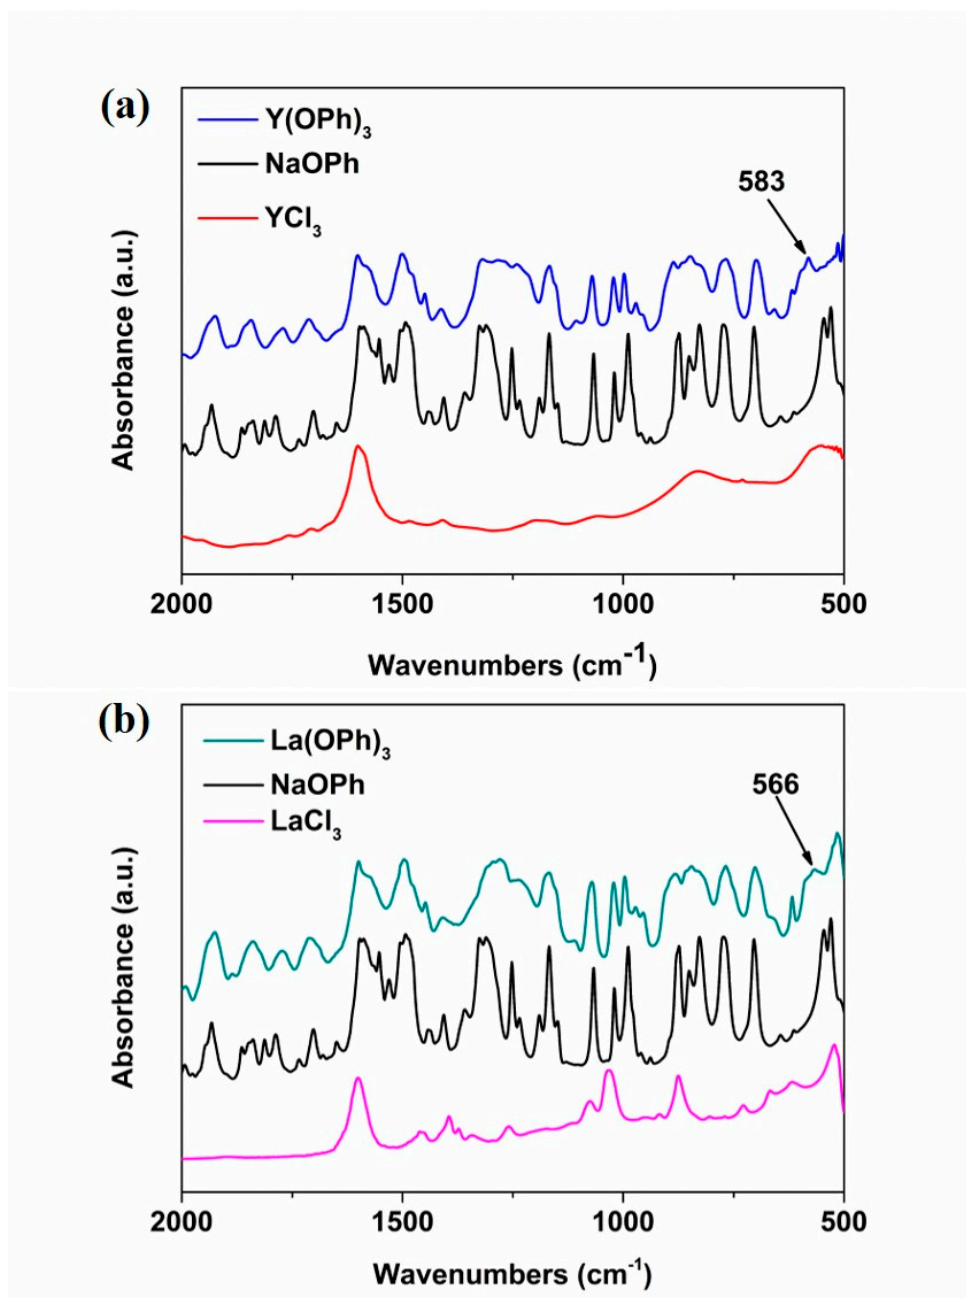 (a)
Y(OPh)3
NaOPh
YCl3
583
Absorbance (a.u.)
2000 1500 1000 500
Wavenumbers (cm-1)
(b)
La(OPh)3
NaOPh
LaCl3
566
Absorbance (a.u.)
2000 1500 1000 500
Wavenumbers (cm-1)